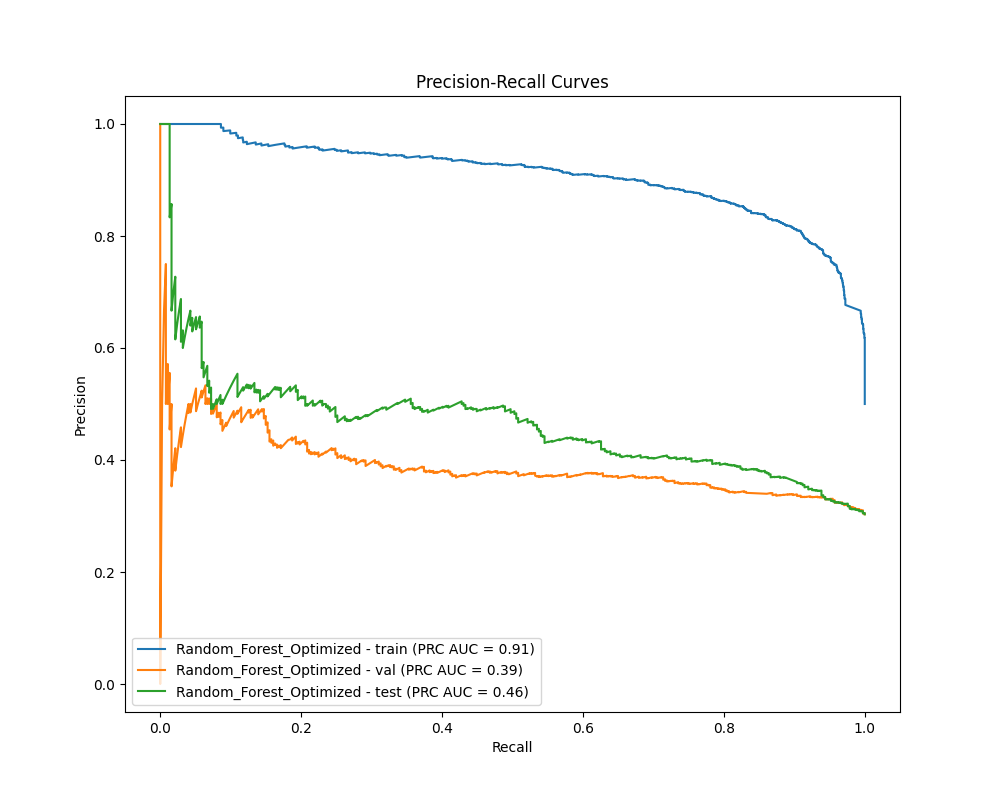 Precision-Recall Curves
1.0
0.8
0.6
0.4
0.2
0.0
Precision
0.0 0.2 0.4 0.6 0.8 1.0
Recall
Random_Forest_Optimized - train (PRC AUC = 0.91)
Random_Forest_Optimized - val (PRC AUC = 0.39)
Random_Forest_Optimized - test (PRC AUC = 0.46)